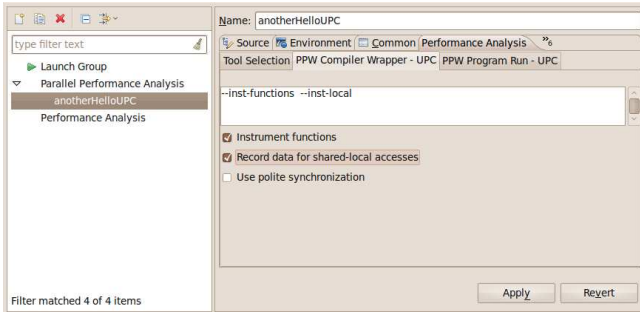 Name: anotherHelloUPC
type filter text
Launch Group
Parallel Performance Analysis
anotherHelloUPC
Performance Analysis
Filter matched 4 of 4 items
Source Environment Common Performance Analysis »6
Tool Selection PPW Compiler Wrapper - UPC PPW Program Run - UPC
--inst-functions --inst-local
Instrument functions
Record data for shared-local accesses
Use polite synchronization
Apply Revert